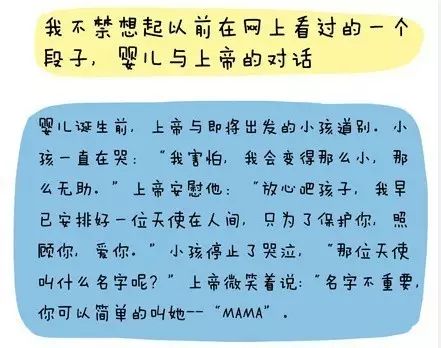 我不禁想起以前在网上看过的一个
段子，婴儿与上帝的对话
婴儿诞生前，上帝与即将出发的小孩道别。小
孩一直在哭：“我害怕，我会变得那么小，那
么无助。”上帝安慰他：“放心吧孩子，我早
已安排好一位天使在人间，只为了保护你，照
顾你，爱你。”小孩停止了哭泣，“那位天使
叫什么名字呢？”上帝微笑着说：“名字不重要，
你可以简单的叫她--“MAMA”。